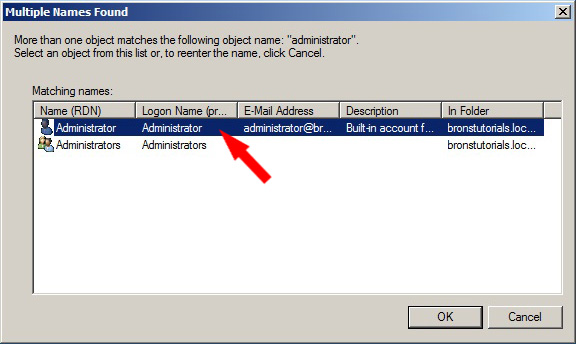 Multiple Names Found
More than one object matches the following object name: "administrator".
Select an object from this list or, to reenter the name, click Cancel.
Matching names:
Name (RDN) Logon Name (pr... E-Mail Address Description In Folder
Administrator Administrator administrator@br... Built-in account f... bronstutorials.loc...
Administrators Administrators bronstutorials.loc...
OK Cancel